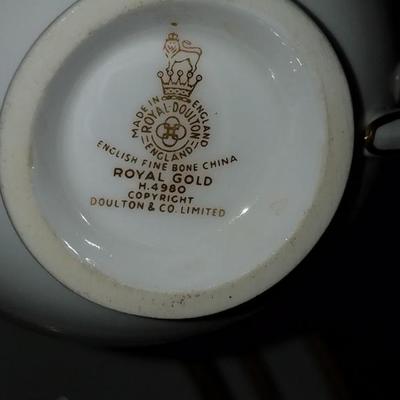 MADE IN ENGLAND
ROYAL·DOULTON
ENGLAND
ENGLISH FINE BONE CHINA
ROYAL GOLD
H.4980
COPYRIGHT
DOULTON & CO. LIMITED